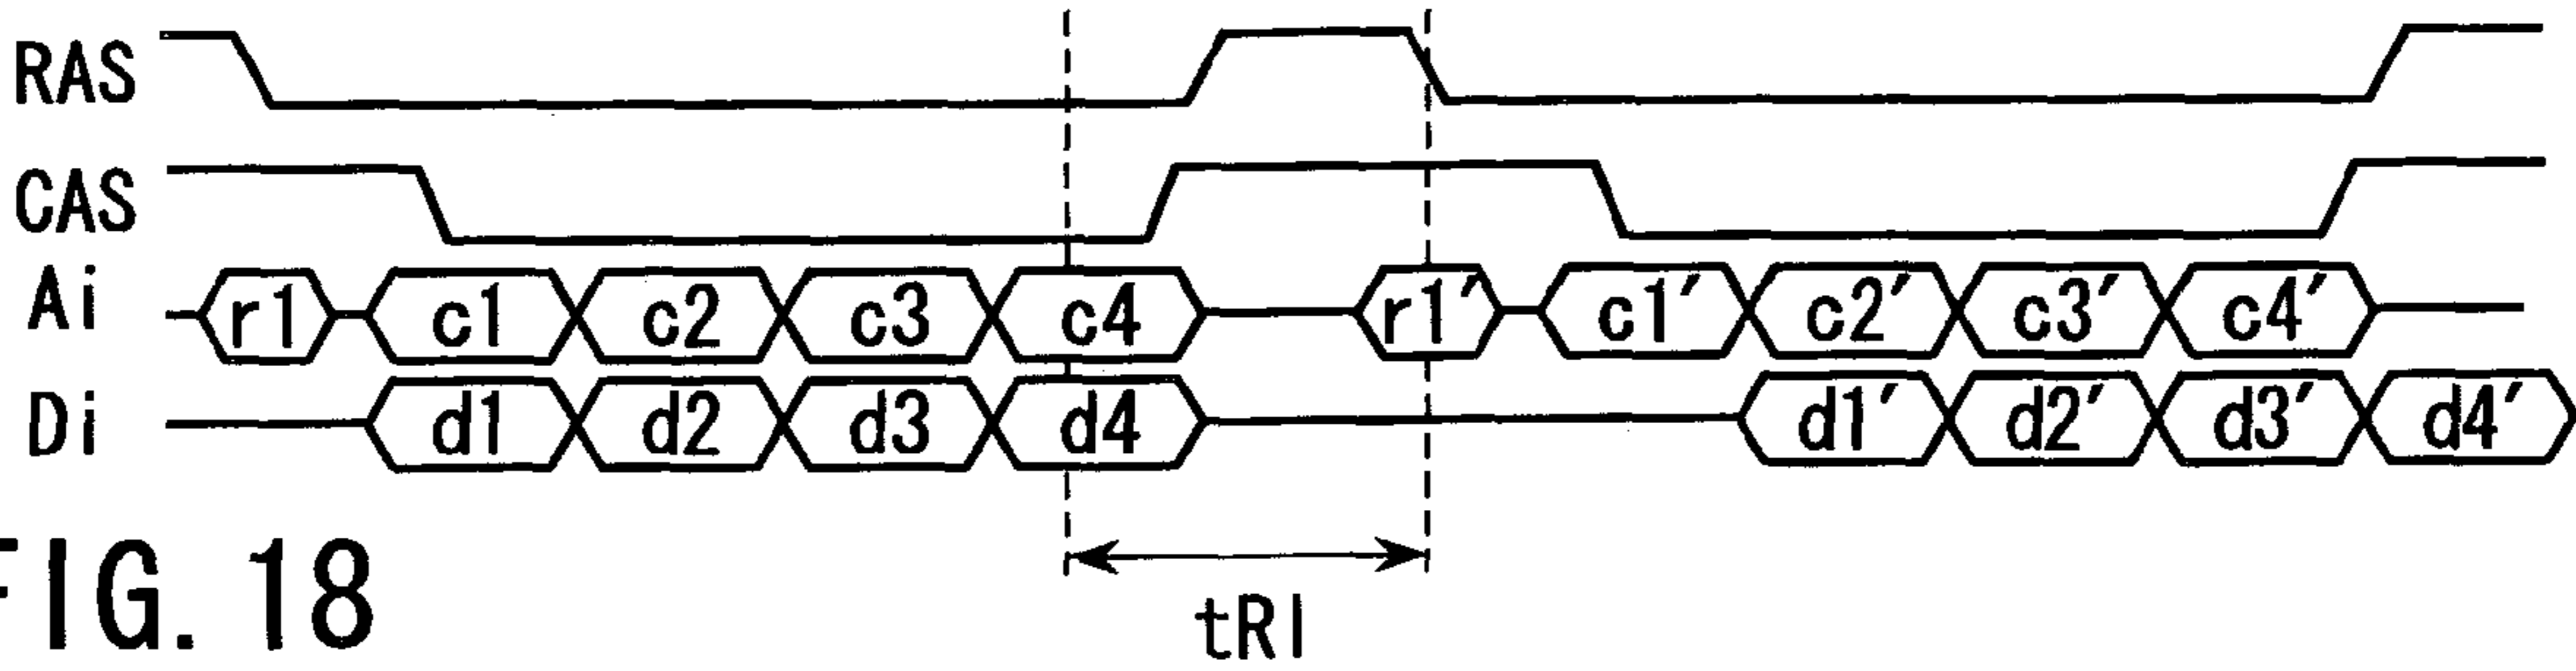 RAS
CAS
Ai r1 c1 c2 c3 c4 r1′ c1′ c2′ c3′ c4′
Di d1 d2 d3 d4 d1′ d2′ d3′ d4′
tRI
FIG. 18